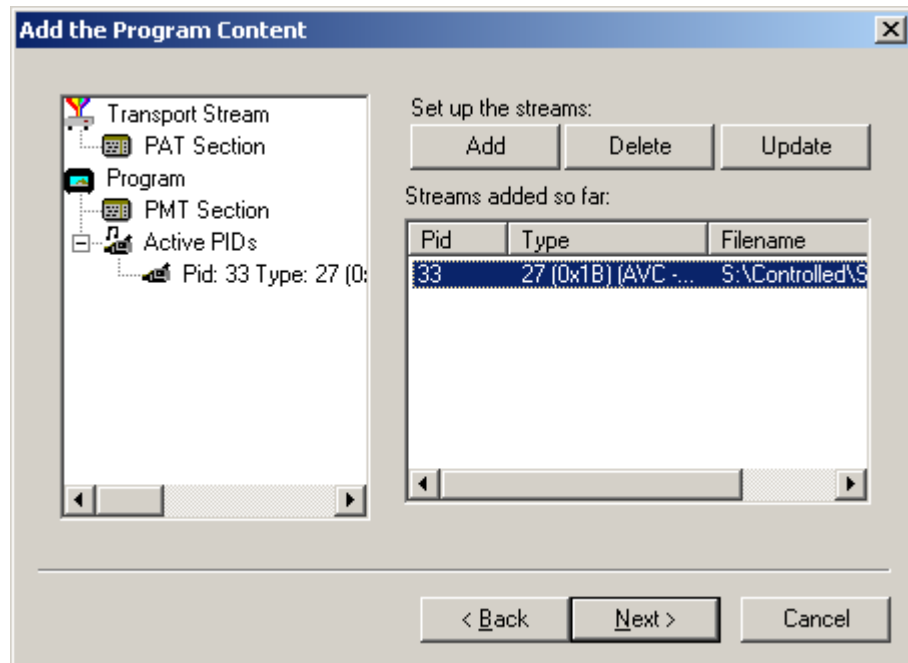 Add the Program Content
Transport Stream
PAT Section
Program
PMT Section
Active PIDs
Pid: 33 Type: 27 (0:
Set up the streams:
Add Delete Update
Streams added so far:
Pid Type Filename
33 27 (0x1B) (AVC -... S:\Controlled\S
< Back Next > Cancel